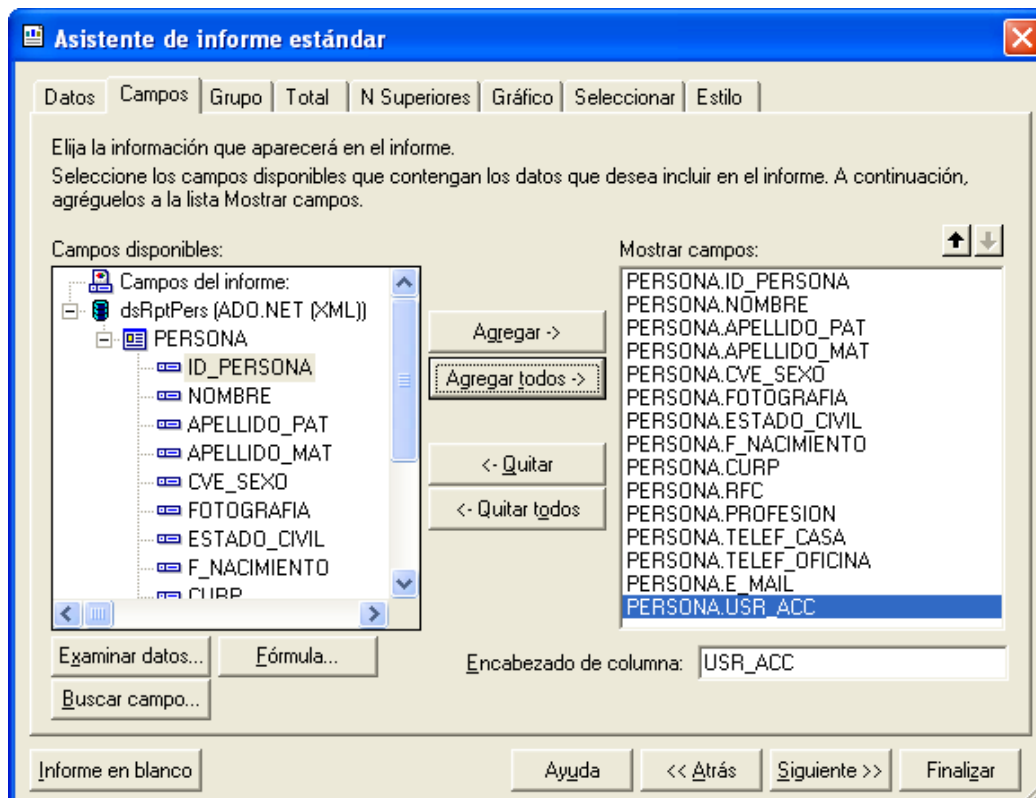 Asistente de informe estándar
Datos Campos Grupo Total N Superiores Gráfico Seleccionar Estilo
Elija la información que aparecerá en el informe.
Seleccione los campos disponibles que contengan los datos que desea incluir en el informe. A continuación,
agréguelos a la lista Mostrar campos.
Campos disponibles:
Campos del informe:
dsRptPers (ADO.NET (XML))
PERSONA
ID_PERSONA
NOMBRE
APELLIDO_PAT
APELLIDO_MAT
CVE_SEXO
FOTOGRAFIA
ESTADO_CIVIL
F_NACIMIENTO
CURP
Agregar ->
Agregar todos ->
<- Quitar
<- Quitar todos
Mostrar campos:
PERSONA.ID_PERSONA
PERSONA.NOMBRE
PERSONA.APELLIDO_PAT
PERSONA.APELLIDO_MAT
PERSONA.CVE_SEXO
PERSONA.FOTOGRAFIA
PERSONA.ESTADO_CIVIL
PERSONA.F_NACIMIENTO
PERSONA.CURP
PERSONA.RFC
PERSONA.PROFESION
PERSONA.TELEF_CASA
PERSONA.TELEF_OFICINA
PERSONA.E_MAIL
PERSONA.USR_ACC
Examinar datos... Fórmula...
Buscar campo...
Encabezado de columna: USR_ACC
Informe en blanco Ayuda << Atrás Siguiente >> Finalizar